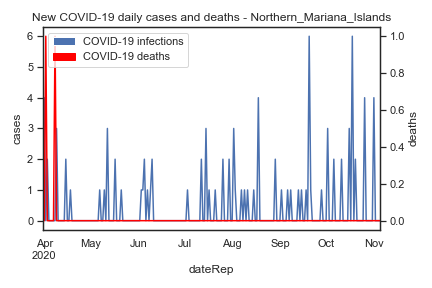 New COVID-19 daily cases and deaths - Northern_Mariana_Islands
COVID-19 infections
COVID-19 deaths
6
5
4
3
2
1
0
cases
1.0
0.8
0.6
0.4
0.2
0.0
deaths
Apr May Jun Jul Aug Sep Oct Nov
2020
dateRep